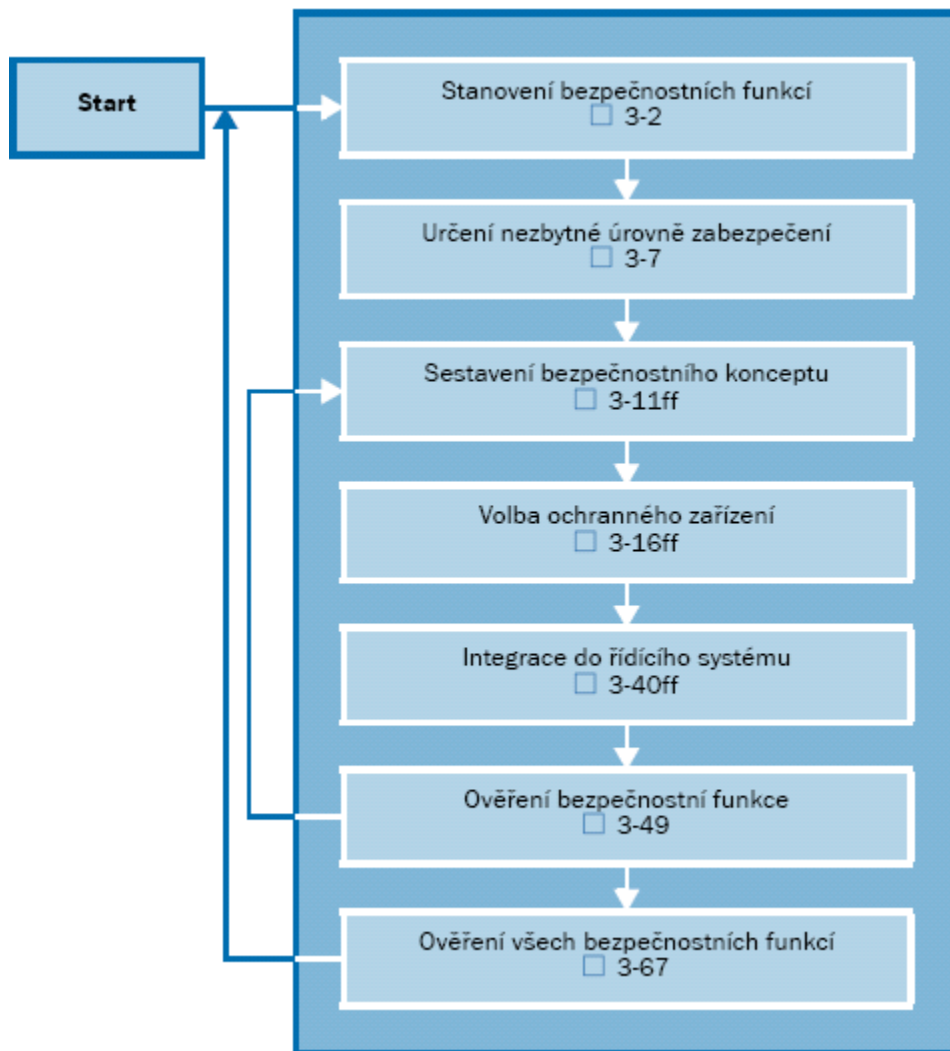 Start
Stanovení bezpečnostních funkcí
☐ 3-2
Určení nezbytné úrovně zabezpečení
☐ 3-7
Sestavení bezpečnostního konceptu
☐ 3-11ff
Volba ochranného zařízení
☐ 3-16ff
Integrace do řídícího systému
☐ 3-40ff
Ověření bezpečnostní funkce
☐ 3-49
Ověření všech bezpečnostních funkcí
☐ 3-67